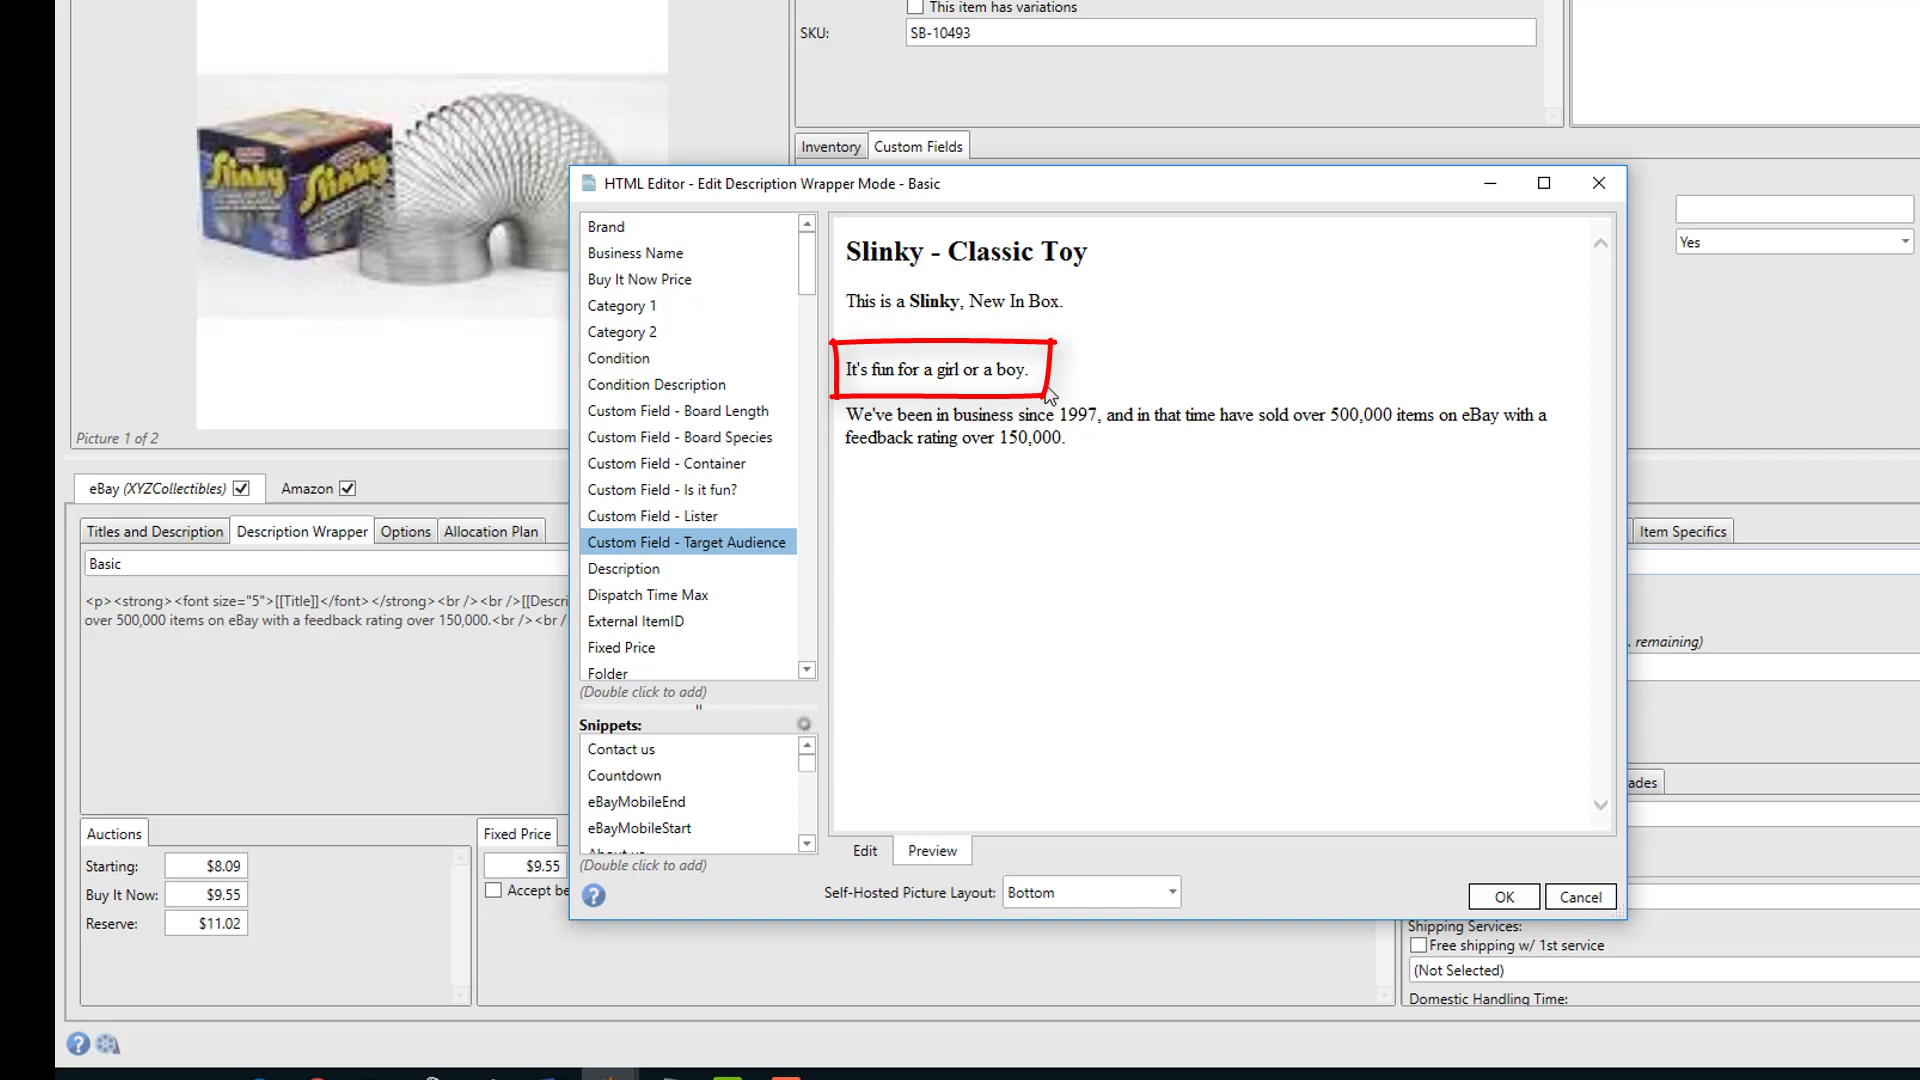 This item has variations
SKU:
SB-10493
Slinky
Slinky
Picture 1 of 2
Inventory
Custom Fields
Yes
HTML Editor - Edit Description Wrapper Mode - Basic
Brand
Business Name
Buy It Now Price
Category 1
Category 2
Condition
Condition Description
Custom Field - Board Length
Custom Field - Board Species
Custom Field - Container
Custom Field - Is it fun?
Custom Field - Lister
Custom Field - Target Audience
Description
Dispatch Time Max
External ItemID
Fixed Price
Folder
(Double click to add)
Snippets:
Contact us
Countdown
eBayMobileEnd
eBayMobileStart
About us
(Double click to add)
Slinky - Classic Toy
This is a Slinky, New In Box.
It's fun for a girl or a boy.
We've been in business since 1997, and in that time have sold over 500,000 items on eBay with a
feedback rating over 150,000.
Edit
Preview
Self-Hosted Picture Layout:
Bottom
OK
Cancel
eBay (XYZCollectibles)
Amazon
Titles and Description
Description Wrapper
Options
Allocation Plan
Item Specifics
Basic
<p><strong><font size="5">[[Title]]</font></strong><br /><br />[[Descri
over 500,000 items on eBay with a feedback rating over 150,000.<br /><br /
remaining)
ades
Auctions
Starting:
$8.09
Buy It Now:
$9.55
Reserve:
$11.02
Fixed Price
$9.55
Accept be
Shipping Services:
Free shipping w/ 1st service
(Not Selected)
Domestic Handling Time: